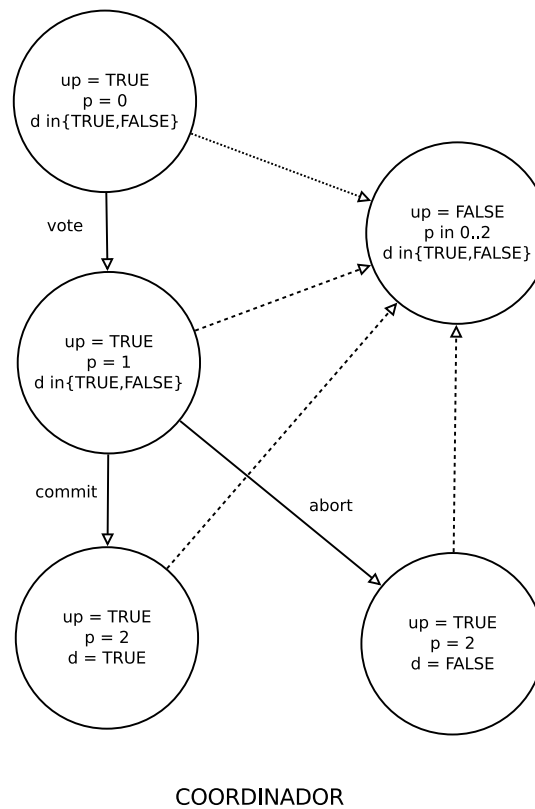 up = TRUE
p = 0
d in{TRUE,FALSE}
up = FALSE
p in 0..2
d in{TRUE,FALSE}
vote
up = TRUE
p = 1
d in{TRUE,FALSE}
commit
abort
up = TRUE
p = 2
d = TRUE
up = TRUE
p = 2
d = FALSE
COORDINADOR